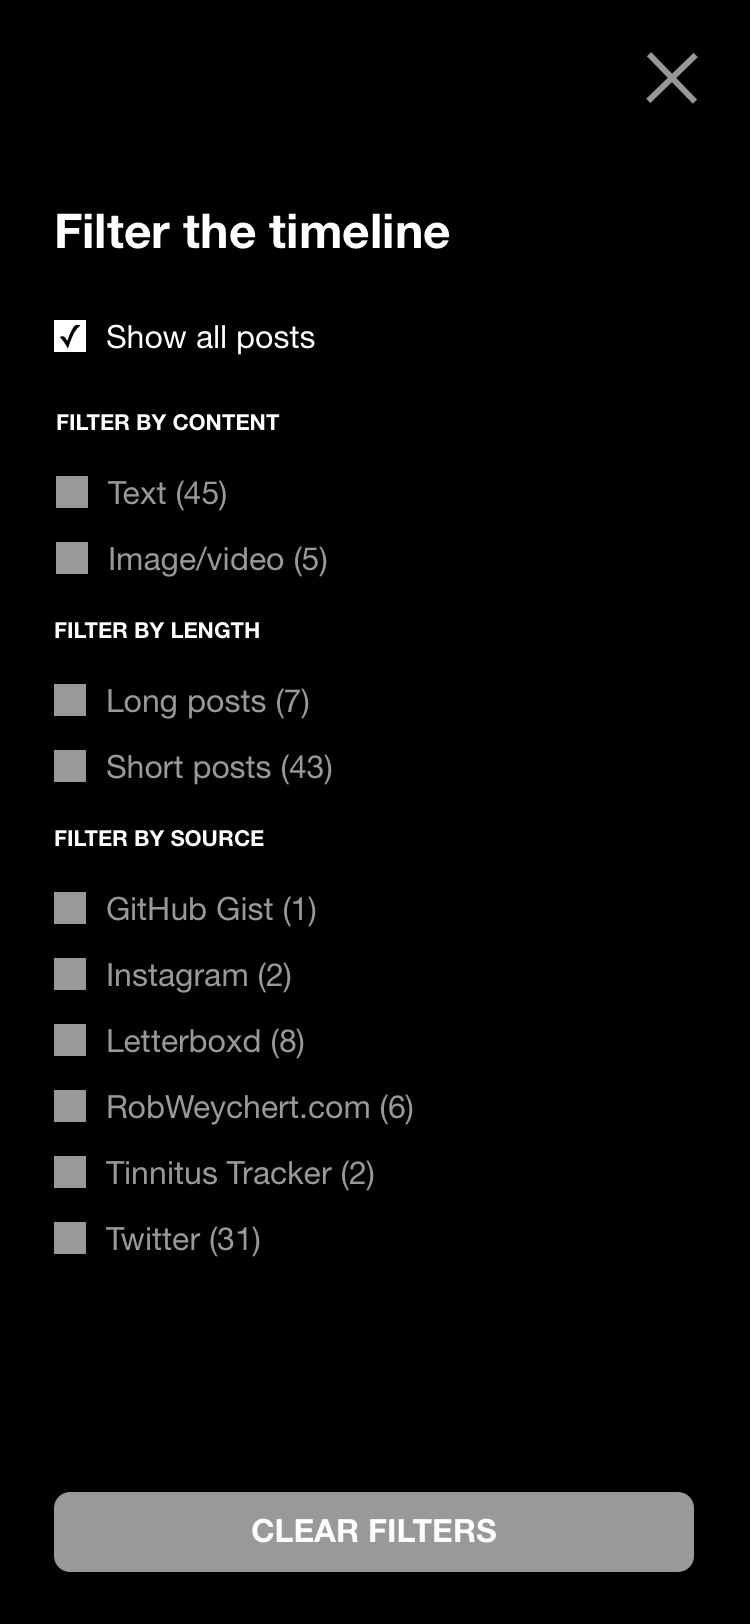 Filter the timeline
Show all posts
FILTER BY CONTENT
Text (45)
Image/video (5)
FILTER BY LENGTH
Long posts (7)
Short posts (43)
FILTER BY SOURCE
GitHub Gist (1)
Instagram (2)
Letterboxd (8)
RobWeychert.com (6)
Tinnitus Tracker (2)
Twitter (31)
CLEAR FILTERS